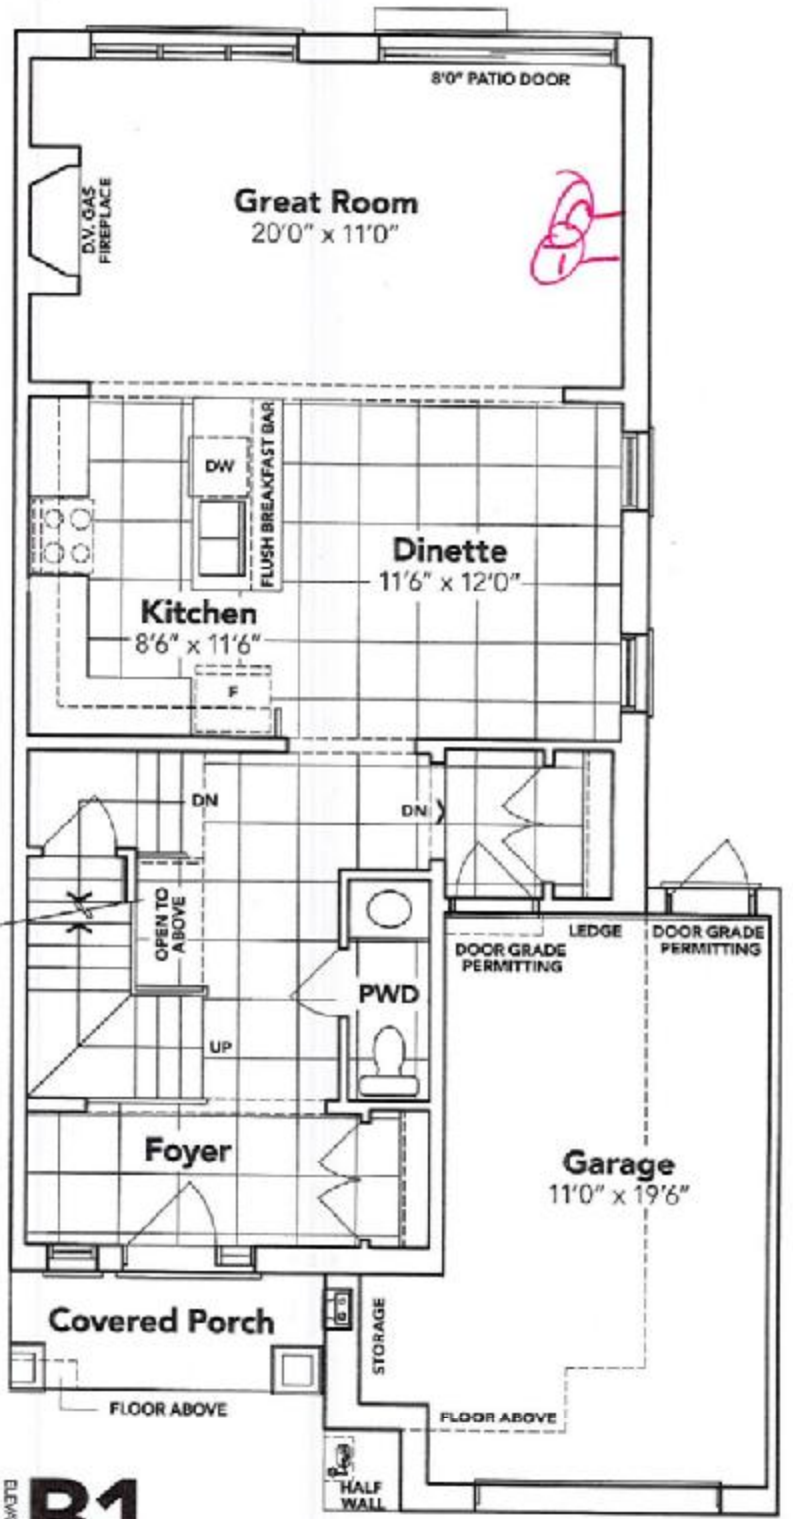 8'0" PATIO DOOR
D.V. GAS
FIREPLACE
Great Room
20'0" x 11'0"
DW
FLUSH BREAKFAST BAR
Dinette
11'6" x 12'0"
Kitchen
8'6" x 11'6"
F
DN
DN
OPEN TO
ABOVE
LEDGE
DOOR GRADE
PERMITTING
DOOR GRADE
PERMITTING
PWD
UP
Foyer
Garage
11'0" x 19'6"
Covered Porch
STORAGE
FLOOR ABOVE
FLOOR ABOVE
HALF
WALL
B1